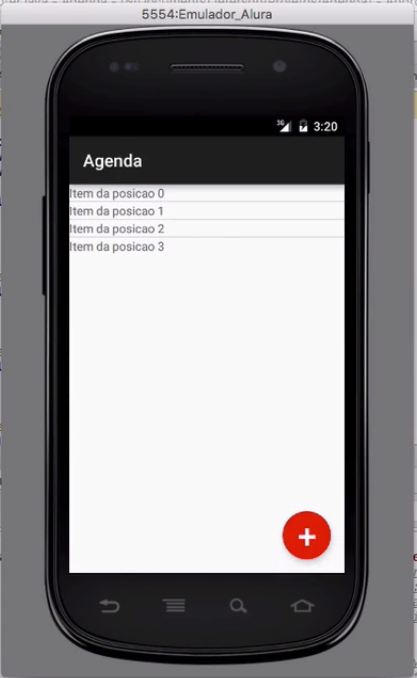 5554:Emulador_Alura
3G 3:20
Agenda
Item da posicao 0
Item da posicao 1
Item da posicao 2
Item da posicao 3
+